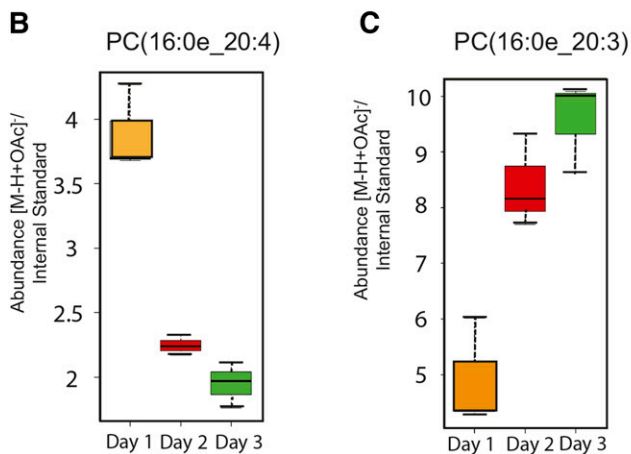 B
PC(16:0e_20:4)
Abundance [M-H+OAc]-/
Internal Standard
4
3.5
3
2.5
2
Day 1 Day 2 Day 3
C
PC(16:0e_20:3)
Abundance [M-H+OAc]-/
Internal Standard
10
9
8
7
6
5
Day 1 Day 2 Day 3